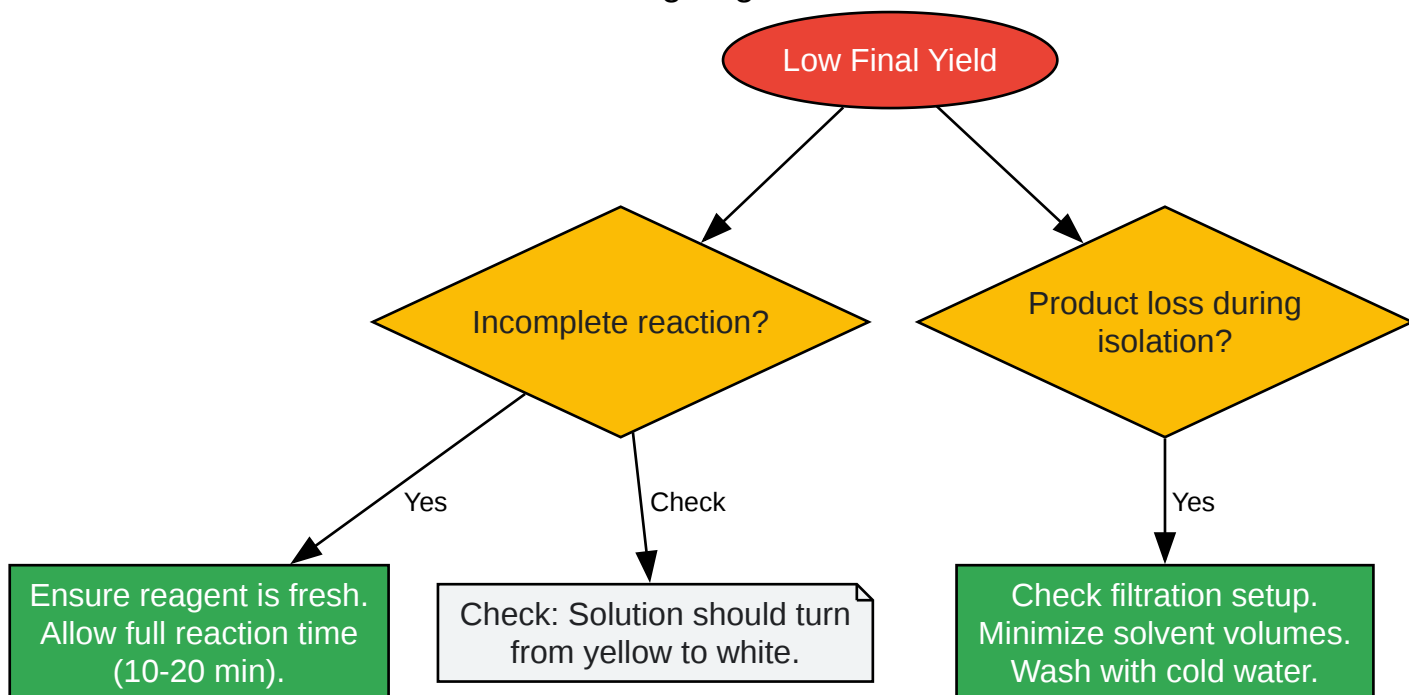 Low Final Yield
Incomplete reaction?
Product loss during
isolation?
Yes
Check
Yes
Ensure reagent is fresh.
Allow full reaction time
(10-20 min).
Check: Solution should turn
from yellow to white.
Check filtration setup.
Minimize solvent volumes.
Wash with cold water.